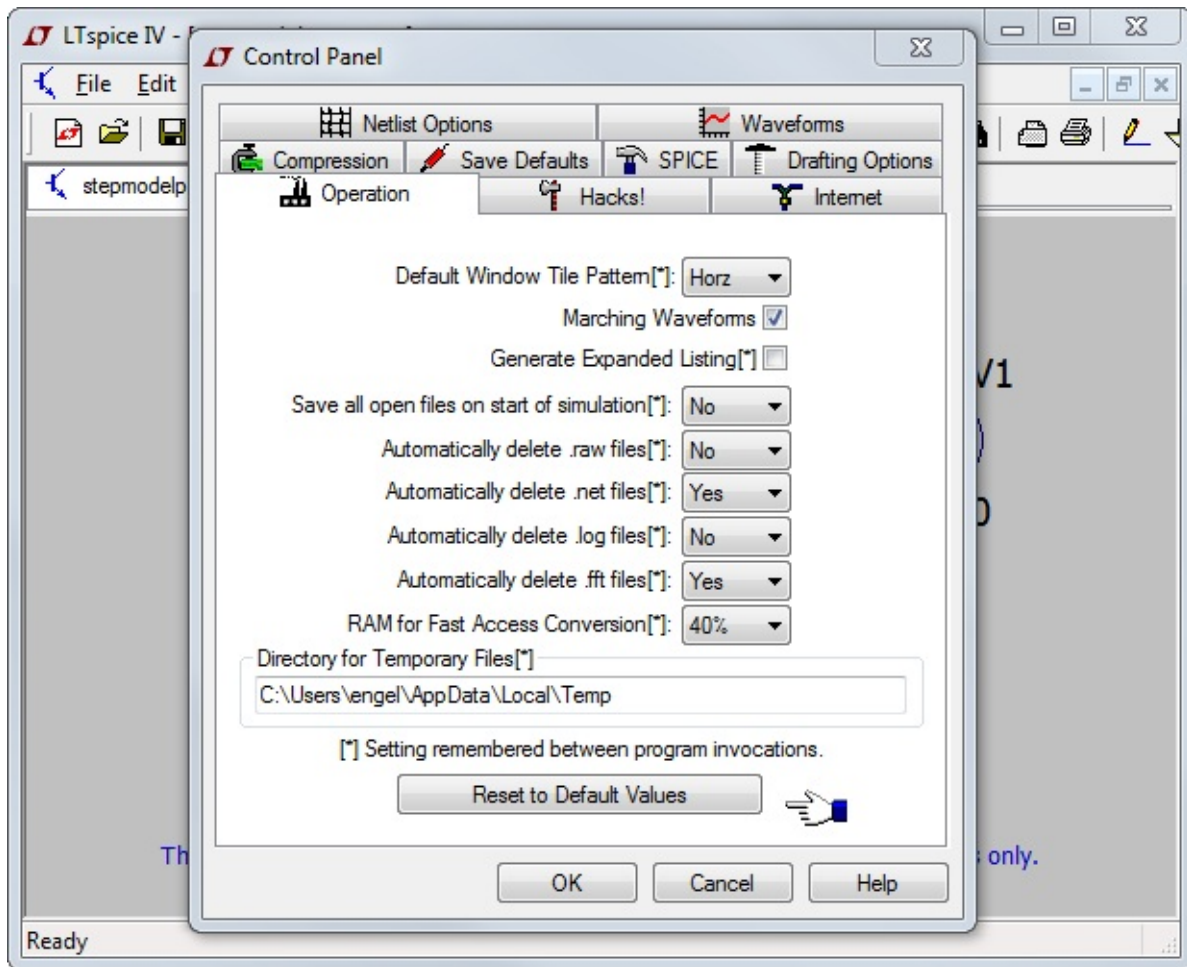 LTspice IV -
Control Panel
File Edit
Netlist Options Waveforms
Compression Save Defaults SPICE Drafting Options
stepmodelp
Operation Hacks! Internet
Default Window Tile Pattern[*]: Horz
Marching Waveforms
Generate Expanded Listing[*]
V1
Save all open files on start of simulation[*]: No
Automatically delete .raw files[*]: No
Automatically delete .net files[*]: Yes
Automatically delete .log files[*]: No
Automatically delete .fft files[*]: Yes
RAM for Fast Access Conversion[*]: 40%
Directory for Temporary Files[*]
C:\Users\engel\AppData\Local\Temp
[*] Setting remembered between program invocations.
Reset to Default Values
Th
s only.
OK Cancel Help
Ready